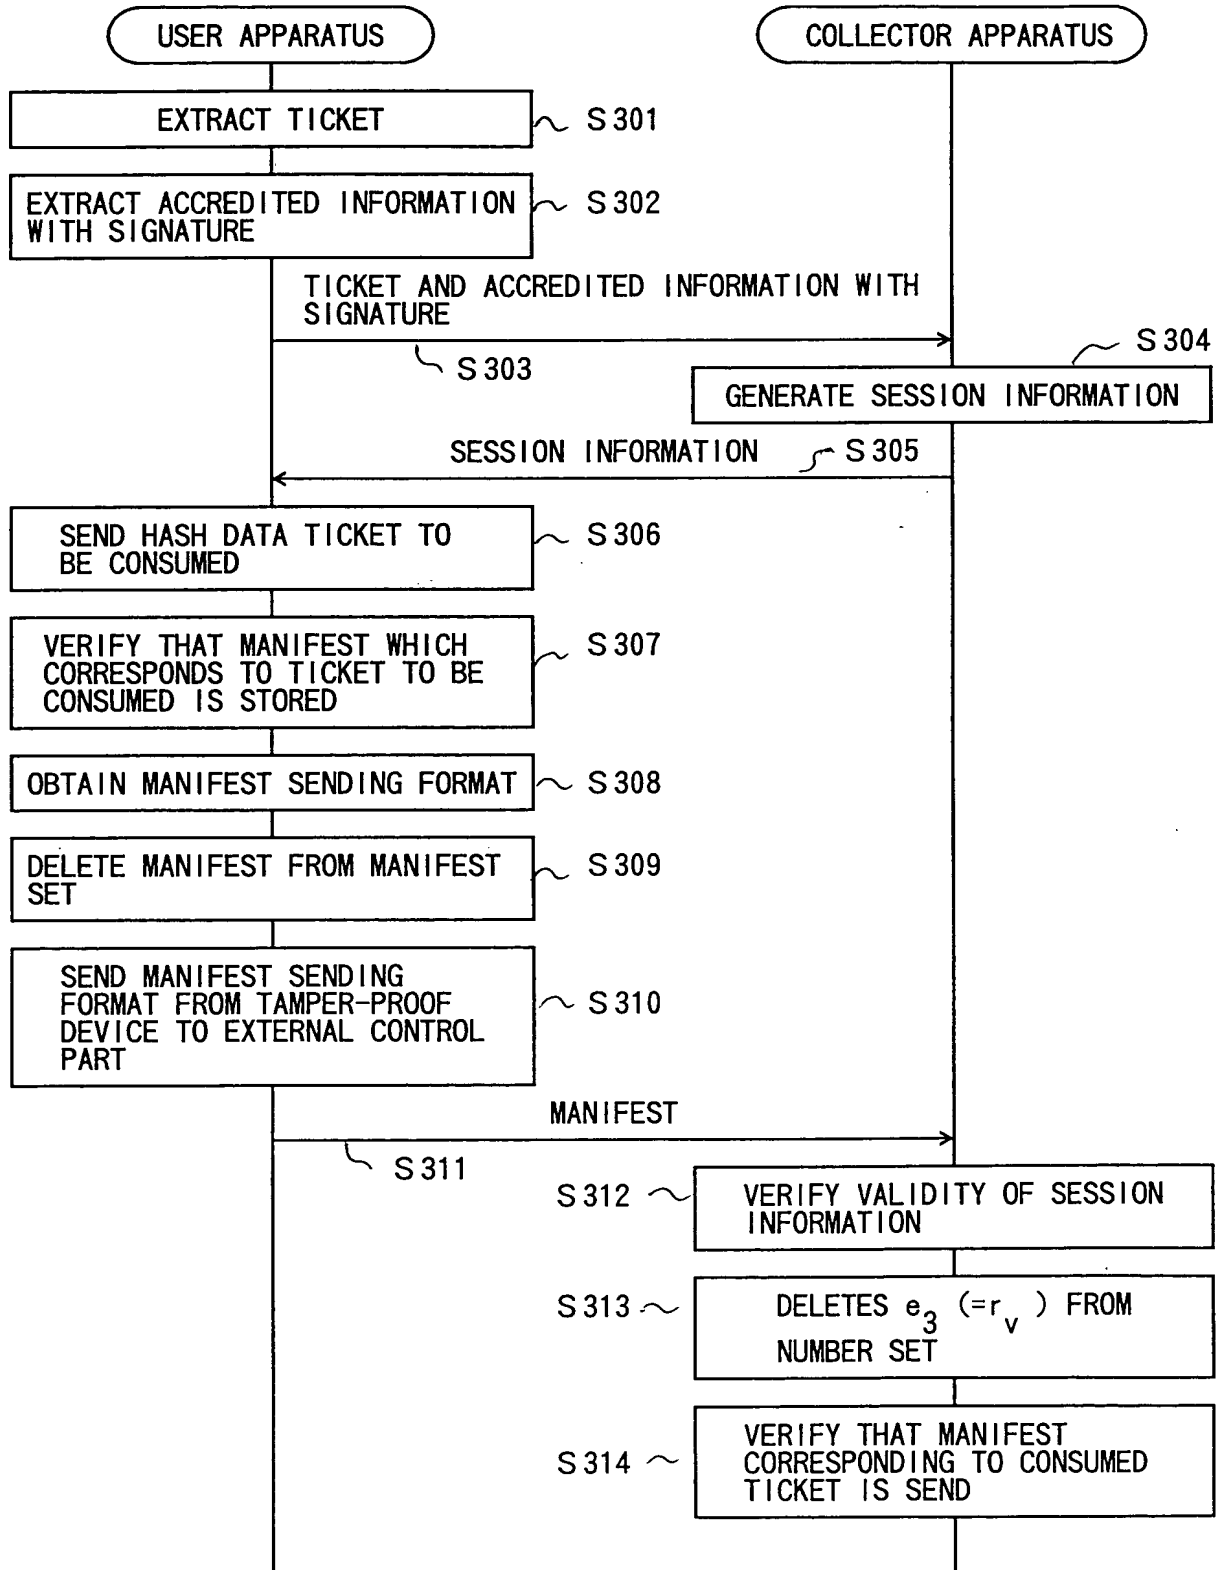 USER APPARATUS
COLLECTOR APPARATUS
EXTRACT TICKET
S301
EXTRACT ACCREDITED INFORMATION
WITH SIGNATURE
S302
TICKET AND ACCREDITED INFORMATION WITH
SIGNATURE
S303
S304
GENERATE SESSION INFORMATION
SESSION INFORMATION
S305
SEND HASH DATA TICKET TO
BE CONSUMED
S306
VERIFY THAT MANIFEST WHICH
CORRESPONDS TO TICKET TO BE
CONSUMED IS STORED
S307
OBTAIN MANIFEST SENDING FORMAT
S308
DELETE MANIFEST FROM MANIFEST
SET
S309
SEND MANIFEST SENDING
FORMAT FROM TAMPER-PROOF
DEVICE TO EXTERNAL CONTROL
PART
S310
MANIFEST
S311
S312
VERIFY VALIDITY OF SESSION
INFORMATION
S313
DELETES e3 (=rv ) FROM
NUMBER SET
S314
VERIFY THAT MANIFEST
CORRESPONDING TO CONSUMED
TICKET IS SEND